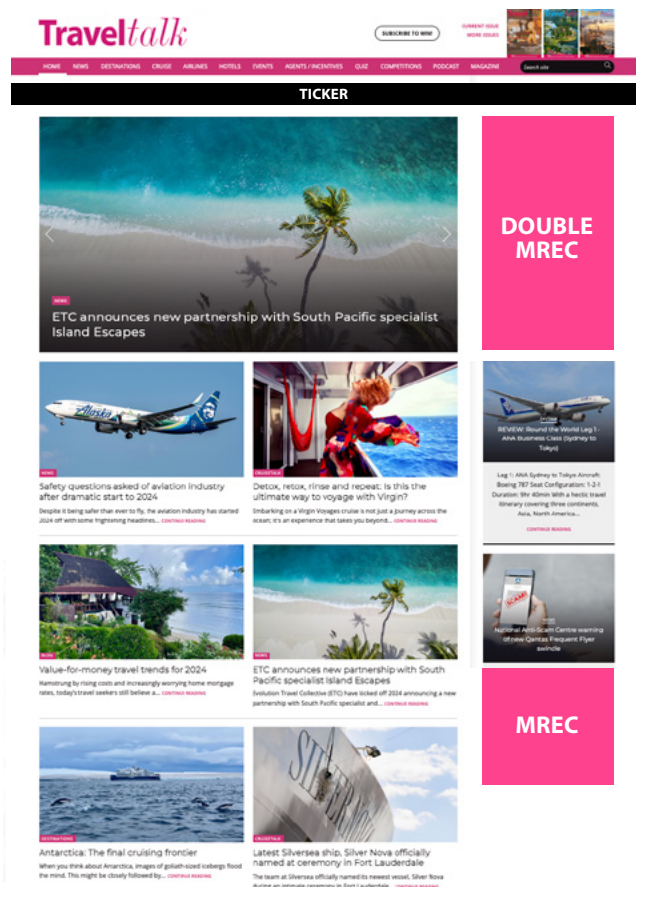 Traveltalk
SUBSCRIBE TO WIN!
CURRENT ISSUE
MORE ISSUES
HOME NEWS DESTINATIONS CRUISE AIRLINES HOTELS EVENTS AGENTS / INCENTIVES QUIZ COMPETITIONS PODCAST MAGAZINE Search site
TICKER
NEWS
ETC announces new partnership with South Pacific specialist
Island Escapes
DOUBLE
MREC
Alaska
NEWS
Safety questions asked of aviation industry
after dramatic start to 2024
Despite it being safer than ever to fly, the aviation industry has started
2024 off with some frightening headlines... CONTINUE READING
CRUISETALK
Detox, retox, rinse and repeat: Is this the
ultimate way to voyage with Virgin?
Embarking on a Virgin Voyages cruise is not just a journey across the
ocean; it's an experience that takes you beyond... CONTINUE READING
REVIEW: Round the World Leg 1 -
ANA Business Class (Sydney to
Tokyo)
Leg 1: ANA Sydney to Tokyo Aircraft:
Boeing 787 Seat Configuration: 1-2-1
Duration: 9hr 40min With a hectic travel
itinerary covering three continents,
Asia, North America...
CONTINUE READING
NEWS
Value-for-money travel trends for 2024
Hamstrung by rising costs and increasingly worrying home mortgage
rates, today's travel seekers still believe a... CONTINUE READING
NEWS
ETC announces new partnership with South
Pacific specialist Island Escapes
Evolution Travel Collective (ETC) have kicked off 2024 announcing a new
partnership with South Pacific specialist and... CONTINUE READING
SCAM!
NEWS
National Anti-Scam Centre warning
of new Qantas Frequent Flyer
swindle
MREC
DESTINATIONS
Antarctica: The final cruising frontier
When you think about Antarctica, images of goliath-sized icebergs flood
the mind. This might be closely followed by... CONTINUE READING
SILVER NOVA
CRUISETALK
Latest Silversea ship, Silver Nova officially
named at ceremony in Fort Lauderdale
The team at Silversea officially named its newest vessel, Silver Nova
during an intimate ceremony in Fort Lauderdale... CONTINUE READING